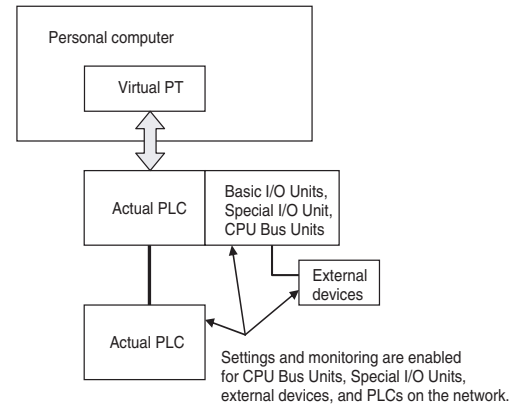 Personal computer
Virtual PT
Actual PLC
Basic I/O Units,
Special I/O Unit,
CPU Bus Units
External
devices
Actual PLC
Settings and monitoring are enabled
for CPU Bus Units, Special I/O Units,
external devices, and PLCs on the network.